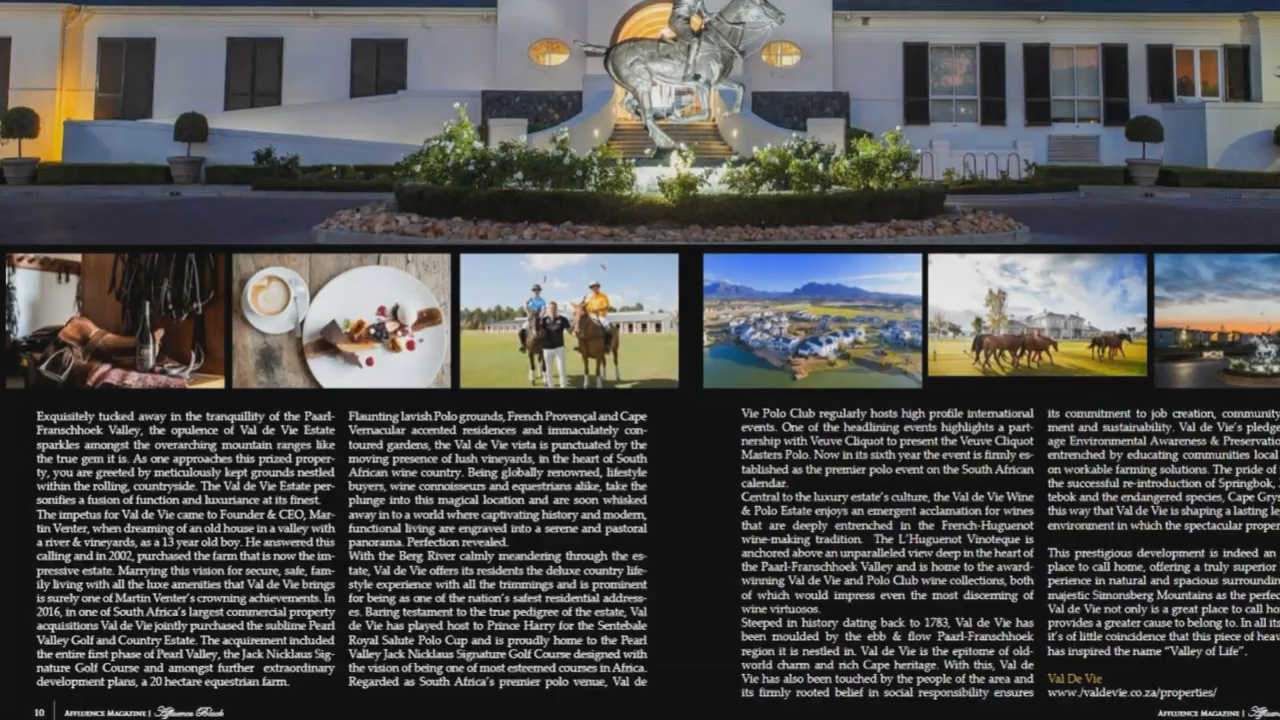 Exquisitely tucked away in the tranquillity of the Paarl-
Franschhoek Valley, the opulence of Val de Vie Estate
sparkles amongst the overarching mountain ranges like
the true gem it is. As one approaches this prized proper-
ty, you are greeted by meticulously kept grounds nestled
within the rolling, countryside. The Val de Vie Estate per-
sonifies a fusion of function and luxuriance at its finest.
The impetus for Val de Vie came to Founder & CEO, Mar-
tin Venter, when dreaming of an old house in a valley with
a river & vineyards, as a 13 year old boy. He answered this
calling and in 2002, purchased the farm that is now the im-
pressive estate. Marrying this vision for secure, safe, fam-
ily living with all the luxe amenities that Val de Vie brings
is surely one of Martin Venter's crowning achievements. In
2016, in one of South Africa's largest commercial property
acquisitions Val de Vie jointly purchased the sublime Pearl
Valley Golf and Country Estate. The acquirement included
the entire first phase of Pearl Valley, the Jack Nicklaus Sig-
nature Golf Course and amongst further extraordinary
development plans, a 20 hectare equestrian farm.
Flaunting lavish Polo grounds, French Provençal and Cape
Vernacular accented residences and immaculately con-
toured gardens, the Val de Vie vista is punctuated by the
moving presence of lush vineyards, in the heart of South
African wine country. Being globally renowned, lifestyle
buyers, wine connoisseurs and equestrians alike, take the
plunge into this magical location and are soon whisked
away in to a world where captivating history and modern,
functional living are engraved into a serene and pastoral
panorama. Perfection revealed.
With the Berg River calmly meandering through the es-
tate, Val de Vie offers its residents the deluxe country life-
style experience with all the trimmings and is prominent
for being as one of the nation's safest residential address-
es. Baring testament to the true pedigree of the estate, Val
de Vie has played host to Prince Harry for the Sentebale
Royal Salute Polo Cup and is proudly home to the Pearl
Valley Jack Nicklaus Signature Golf Course designed with
the vision of being one of most esteemed courses in Africa.
Regarded as South Africa's premier polo venue, Val de
Vie Polo Club regularly hosts high profile international
events. One of the headlining events highlights a part-
nership with Veuve Cliquot to present the Veuve Cliquot
Masters Polo. Now in its sixth year the event is firmly es-
tablished as the premier polo event on the South African
calendar.
Central to the luxury estate's culture, the Val de Vie Wine
& Polo Estate enjoys an emergent acclamation for wines
that are deeply entrenched in the French-Huguenot
wine-making tradition. The L'Huguenot Vinoteque is
anchored above an unparalleled view deep in the heart of
the Paarl-Franschhoek Valley and is home to the award-
winning Val de Vie and Polo Club wine collections, both
of which would impress even the most discerning of
wine virtuosos.
Steeped in history dating back to 1783, Val de Vie has
been moulded by the ebb & flow Paarl-Franschhoek
region it is nestled in. Val de Vie is the epitome of old-
world charm and rich Cape heritage. With this, Val de
Vie has also been touched by the people of the area and
its firmly rooted belief in social responsibility ensures
its commitment to job creation, community
ment and sustainability. Val de Vie's pledge
age Environmental Awareness & Preservatio
entrenched by educating communities local
on workable farming solutions. The pride of
the successful re-introduction of Springbok,
tebok and the endangered species, Cape Gry
this way that Val de Vie is shaping a lasting le
environment in which the spectacular proper
This prestigious development is indeed an
place to call home, offering a truly superior
perience in natural and spacious surroundin
majestic Simonsberg Mountains as the perfec
Val de Vie not only is a great place to call ho
provides a greater cause to belong to. In all its
it's of little coincidence that this piece of heav
has inspired the name "Valley of Life".
Val De Vie
www./valdevie.co.za/properties/
10 AFFLUENCE MAGAZINE | Affluence Black
AFFLUENCE MAGAZINE |